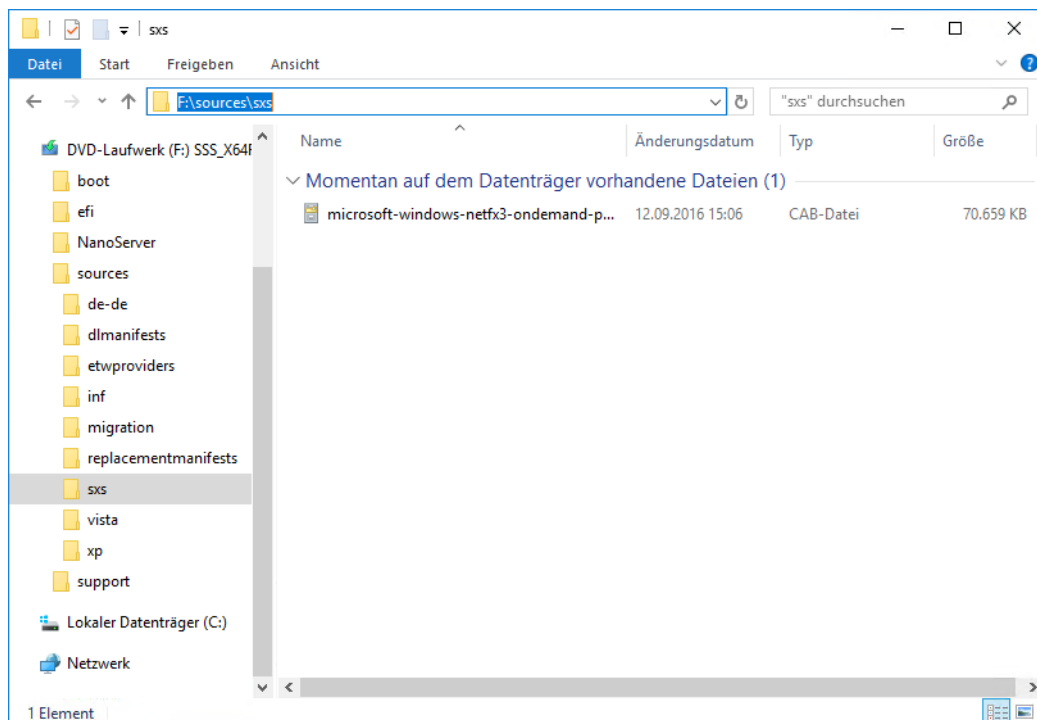 sxs
Datei Start Freigeben Ansicht
F:\sources\sxs "sxs" durchsuchen
Name Änderungsdatum Typ Größe
Momentan auf dem Datenträger vorhandene Dateien (1)
microsoft-windows-netfx3-ondemand-p... 12.09.2016 15:06 CAB-Datei 70.659 KB
DVD-Laufwerk (F:) SSS_X64F
boot
efi
NanoServer
sources
de-de
dlmanifests
etwproviders
inf
migration
replacementmanifests
sxs
vista
xp
support
Lokaler Datenträger (C:)
Netzwerk
1 Element